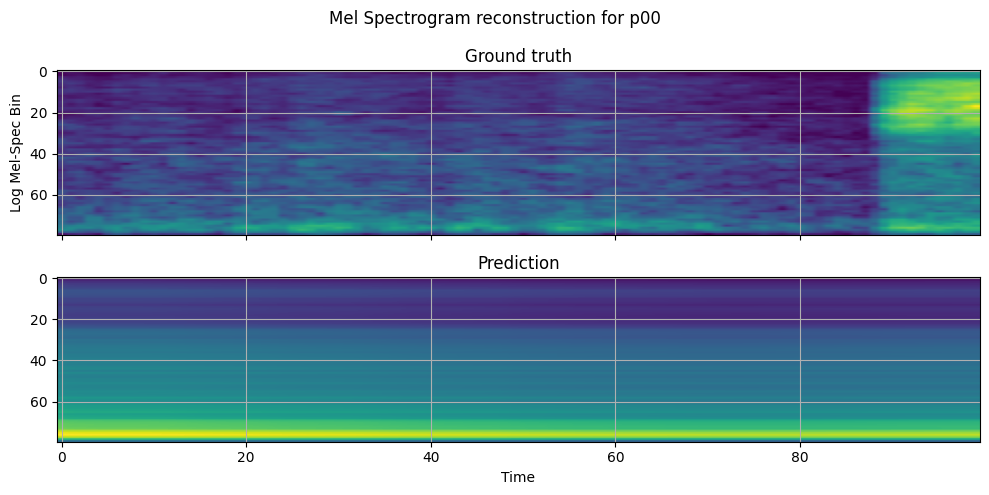 Mel Spectrogram reconstruction for p00
Ground truth
0
20
40
60
Log Mel-Spec Bin
Prediction
0
20
40
60
0 20 40 60 80
Time